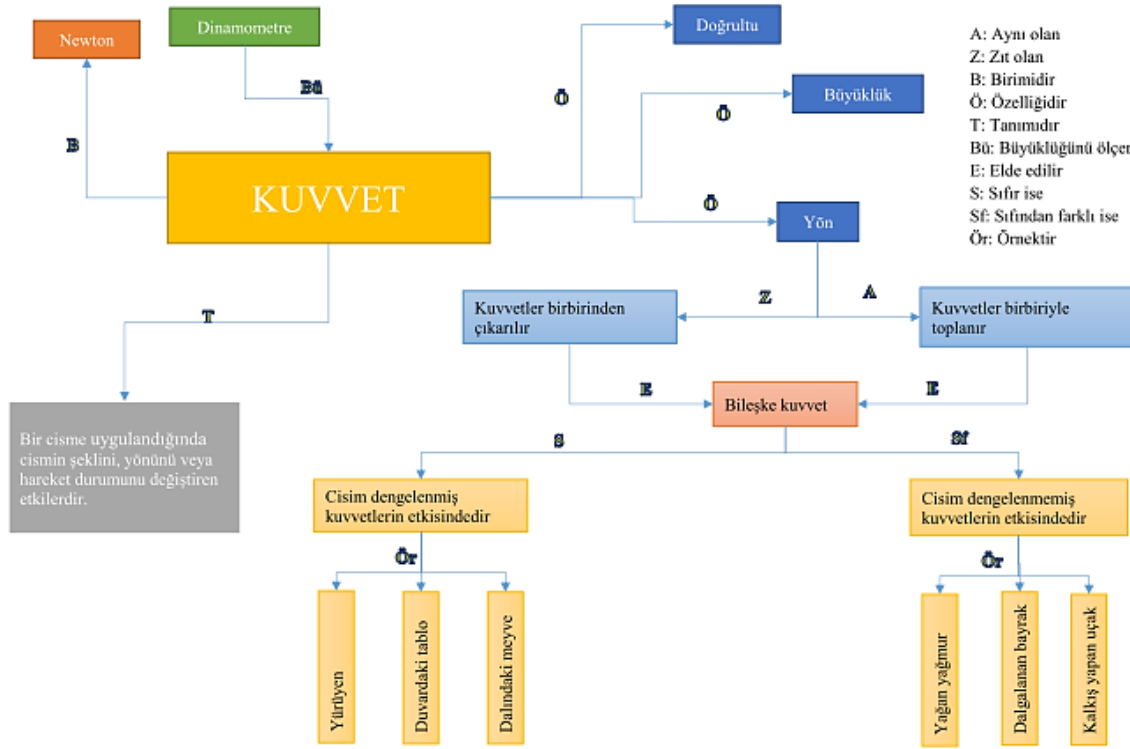 Newton
Dinamometre
Doğrultu
Büyüklük
A: Aynı olan
Z: Zıt olan
B: Birimidir
Ö: Özelliğidir
T: Tanımıdır
Bü: Büyüklüğünü ölçer
E: Elde edilir
S: Sıfır ise
Sf: Sıfından farklı ise
Ör: Örnektir
Bü
Ö
Ö
B
KUVVET
Ö
Yön
T
Z
A
Kuvvetler birbirinden
çıkarılır
Kuvvetler birbiriyle
toplanır
E
E
Bileşke kuvvet
Bir cisme uygulandığında
cismin şeklini, yönünü veya
hareket durumunu değiştiren
etkilerdir.
S
Sf
Cisim dengelenmiş
kuvvetlerin etkisindedir
Cisim dengelenmemiş
kuvvetlerin etkisindedir
Ör
Ör
Yürüyen
Duvardaki tablo
Dalındaki meyve
Yağan yağmur
Dalgalanan bayrak
Kalkış yapan uçak